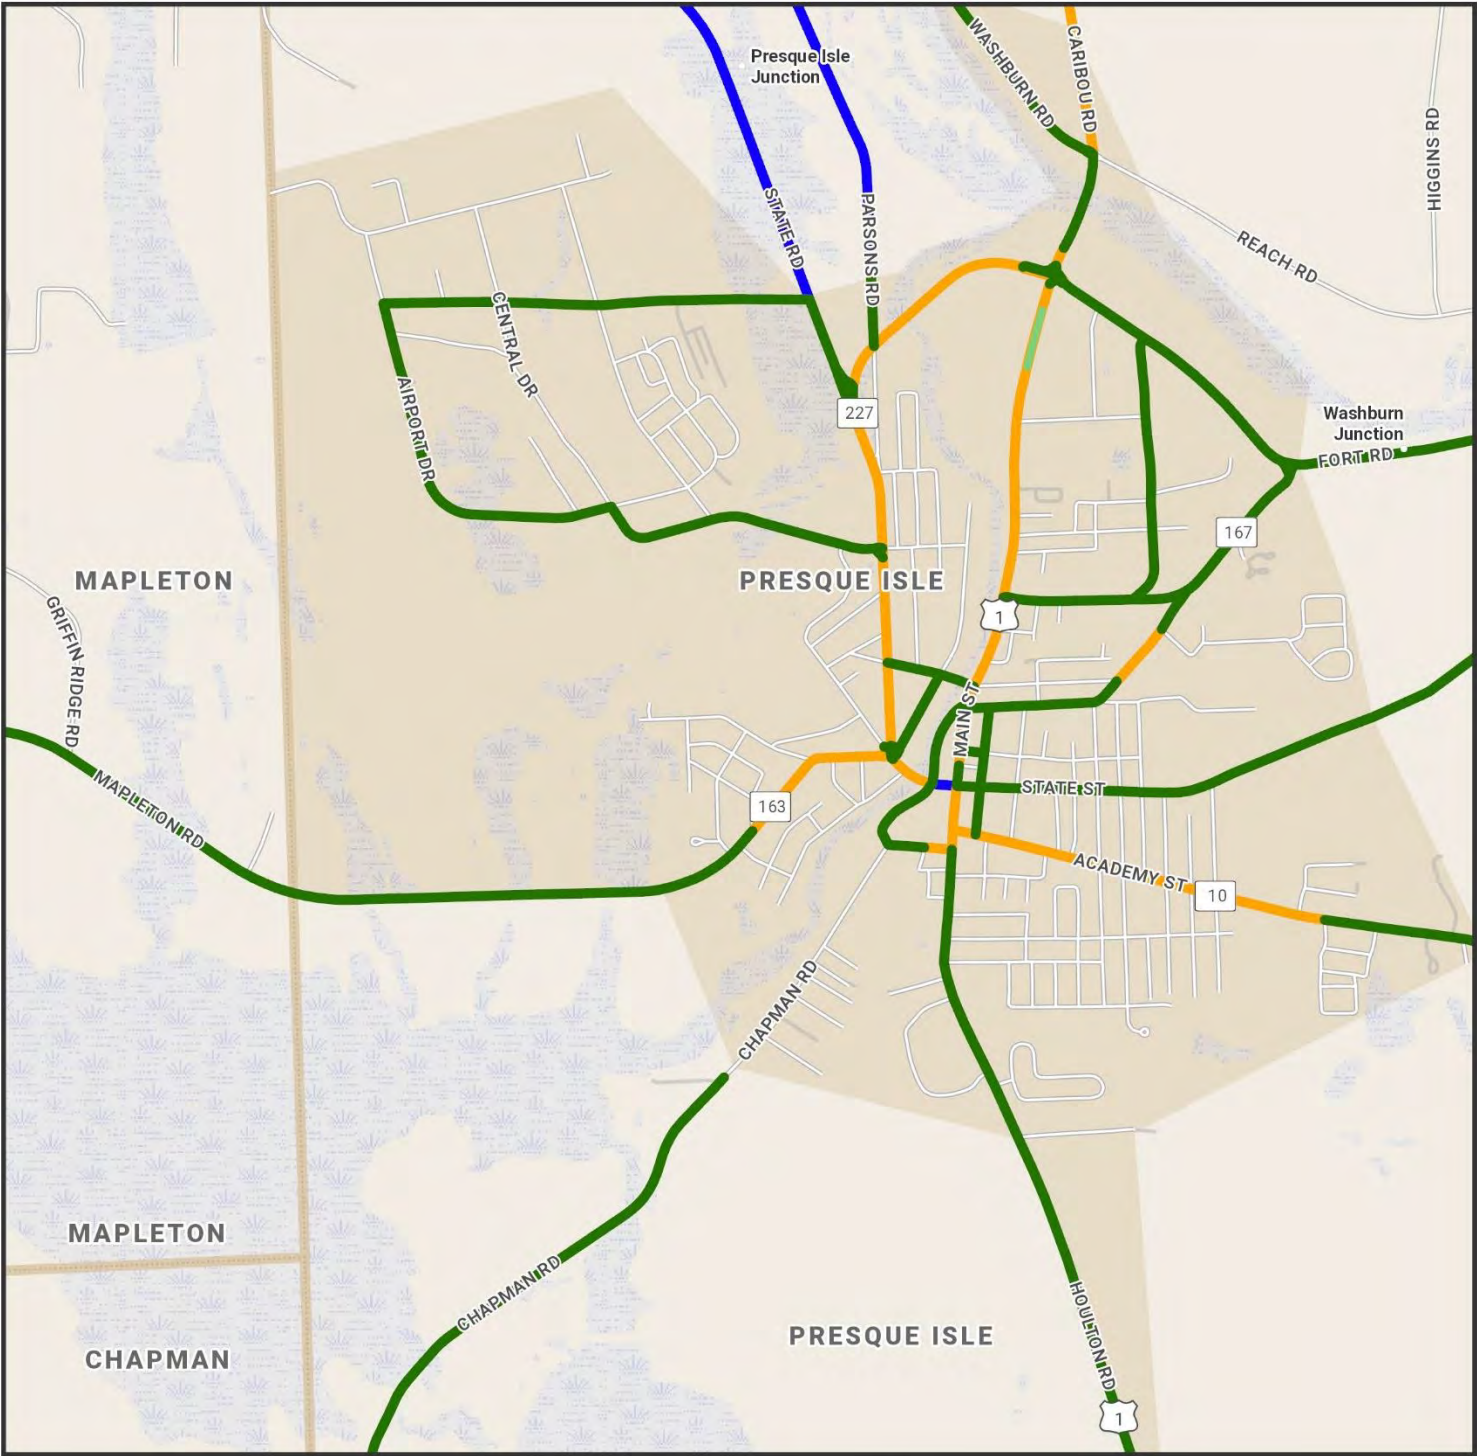 WASHBURN RD
CARIBOU RD
Presque Isle
Junction
HIGGINS RD
STATE RD
PARSONS RD
REACH RD
CENTRAL DR
AIRPORT DR
227
Washburn
Junction
FORT RD
167
MAPLETON
PRESQUE ISLE
1
GRIFFIN RIDGE RD
MAIN ST
MAPLETON RD
163
STATE ST
ACADEMY ST
10
CHAPMAN RD
MAPLETON
CHAPMAN RD
PRESQUE ISLE
HOULTON RD
CHAPMAN
1